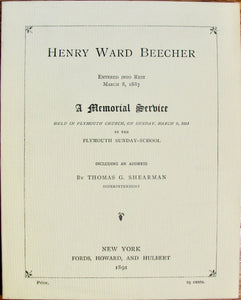 HENRY WARD BEECHER
ENTERED INTO REST
MARCH 8, 1887
A Memorial Service
HELD IN PLYMOUTH CHURCH, ON SUNDAY, MARCH 8, 1891
BY THE
PLYMOUTH SUNDAY-SCHOOL
INCLUDING AN ADDRESS
BY THOMAS G. SHEARMAN
SUPERINTENDENT
NEW YORK
FORDS, HOWARD, AND HULBERT
1891
Price, 25 cents.